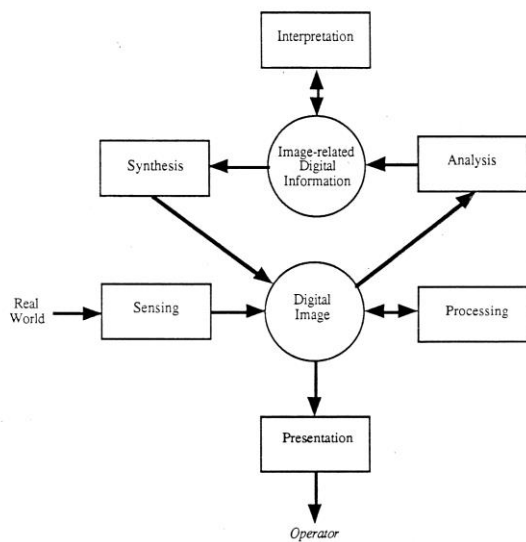 Interpretation
Image-related
Digital
Information
Synthesis
Analysis
Real
World
Sensing
Digital
Image
Processing
Presentation
Operator